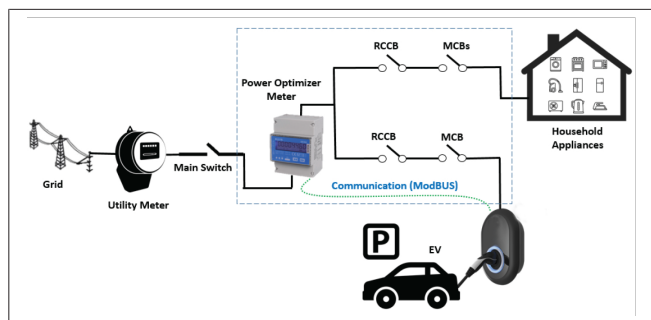 RCCB
MCBs
Power Optimizer
Meter
RCCB
MCB
Household
Appliances
Main Switch
Grid
Utility Meter
Communication (ModBUS)
P
EV